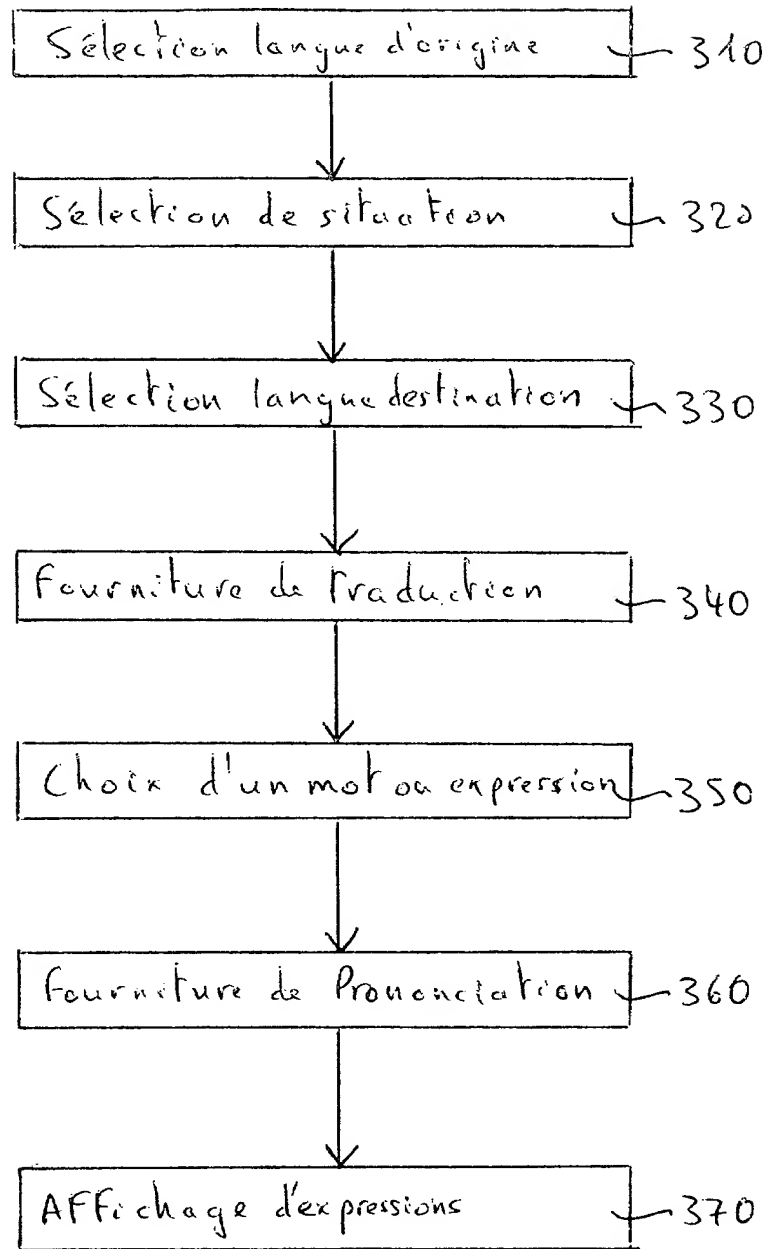 Sélection langue d'origine 310
Sélection de situation 320
Sélection langue destination 330
Fourniture de traduction 340
Choix d'un mot ou expression 350
Fourniture de Prononciation 360
AFFichage d'expressions 370